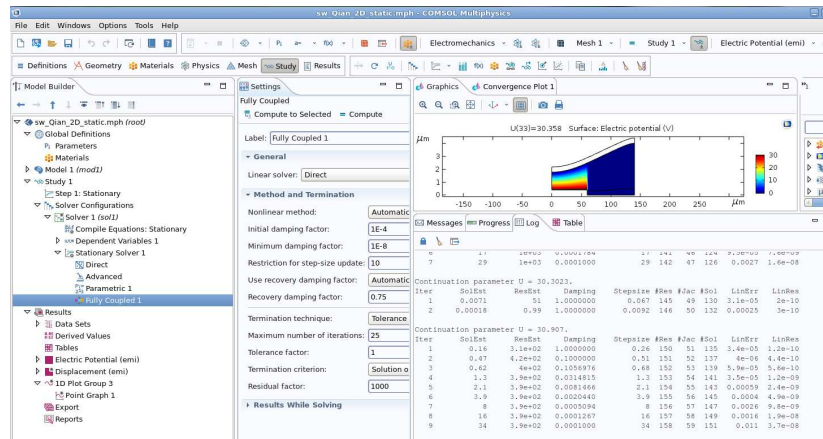 sw_Qian_2D_static.mph - COMSOL Multiphysics
File Edit Windows Options Tools Help
Pi a= f(x) Electromechanics Mesh 1 = Study 1 Electric Potential (emi)
Definitions Geometry Materials Physics Mesh Study Results
Model Builder
sw_Qian_2D_static.mph (root)
Global Definitions
Pi Parameters
Materials
Model 1 (mod1)
Study 1
Step 1: Stationary
Solver Configurations
Solver 1 (sol1)
Compile Equations: Stationary
Dependent Variables 1
Stationary Solver 1
Direct
Advanced
Parametric 1
Fully Coupled 1
Results
Data Sets
Derived Values
Tables
Electric Potential (emi)
Displacement (emi)
1D Plot Group 3
Point Graph 1
Export
Reports
Settings
Fully Coupled
Compute to Selected = Compute
Label: Fully Coupled 1
General
Linear solver: Direct
Method and Termination
Nonlinear method: Automatic
Initial damping factor: 1E-4
Minimum damping factor: 1E-8
Restriction for step-size update: 10
Use recovery damping factor: Automatic
Recovery damping factor: 0.75
Termination technique: Tolerance
Maximum number of iterations: 25
Tolerance factor: 1
Termination criterion: Solution o
Residual factor: 1000
Results While Solving
Graphics Convergence Plot 1
U(33)=30.358 Surface: Electric potential (V)
μm
3
2
1
0
-150 -100 -50 0 50 100 150 200 250 μm
30
20
10
0
Messages Progress Log Table
7 29 1e+03 0.0001000 29 142 47 126 0.0027 1.6e-08
Continuation parameter U = 30.3023.
Iter SolEst ResEst Damping Stepsize #Res #Jac #Sol LinErr LinRes
1 0.0071 51 1.0000000 0.067 145 49 130 3.1e-05 2e-10
2 0.00018 0.99 1.0000000 0.0092 146 50 132 0.00025 3e-10
Continuation parameter U = 30.907.
Iter SolEst ResEst Damping Stepsize #Res #Jac #Sol LinErr LinRes
1 0.16 3.1e+02 1.0000000 0.26 150 51 135 3.4e-05 1.2e-10
2 0.47 4.2e+02 0.1000000 0.51 151 52 137 4e-06 4.4e-10
3 0.62 4e+02 0.1056976 0.68 152 53 139 5.9e-05 5.6e-10
4 1.3 3.9e+02 0.0314815 1.3 153 54 141 3.5e-05 1.2e-09
5 2.1 3.9e+02 0.0081466 2.1 154 55 143 0.00059 2.4e-09
6 3.9 3.9e+02 0.0020440 3.9 155 56 145 0.0004 4.9e-09
7 8 3.9e+02 0.0005094 8 156 57 147 0.0026 9.8e-09
8 16 3.9e+02 0.0001267 16 157 58 149 0.0016 1.9e-08
9 34 3.9e+02 0.0001000 34 158 59 151 0.011 3.7e-08